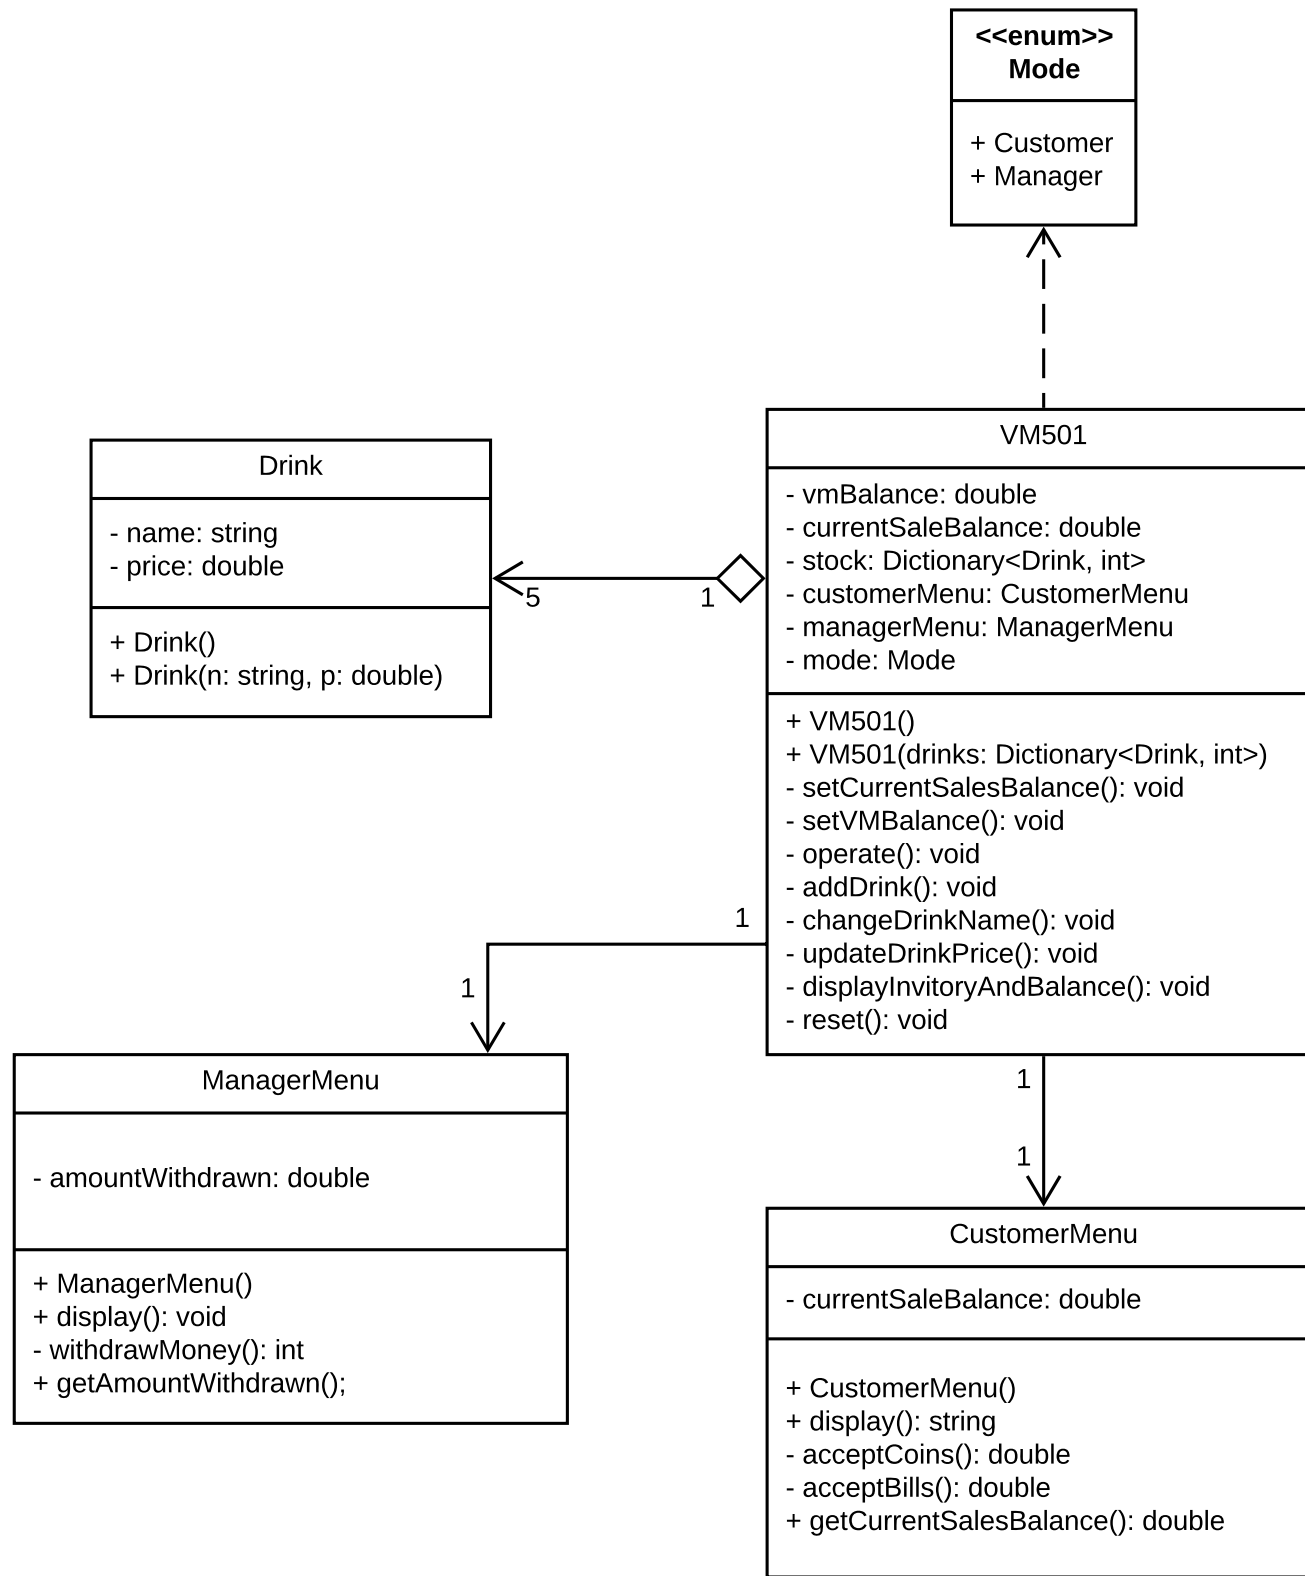 <<enum>>
Mode
+ Customer
+ Manager
Drink
- name: string
- price: double
+ Drink()
+ Drink(n: string, p: double)
5
1
VM501
- vmBalance: double
- currentSaleBalance: double
- stock: Dictionary<Drink, int>
- customerMenu: CustomerMenu
- managerMenu: ManagerMenu
- mode: Mode
+ VM501()
+ VM501(drinks: Dictionary<Drink, int>)
- setCurrentSalesBalance(): void
- setVMBalance(): void
- operate(): void
- addDrink(): void
- changeDrinkName(): void
- updateDrinkPrice(): void
- displayInvitoryAndBalance(): void
- reset(): void
1
1
ManagerMenu
- amountWithdrawn: double
+ ManagerMenu()
+ display(): void
- withdrawMoney(): int
+ getAmountWithdrawn();
1
1
CustomerMenu
- currentSaleBalance: double
+ CustomerMenu()
+ display(): string
- acceptCoins(): double
- acceptBills(): double
+ getCurrentSalesBalance(): double